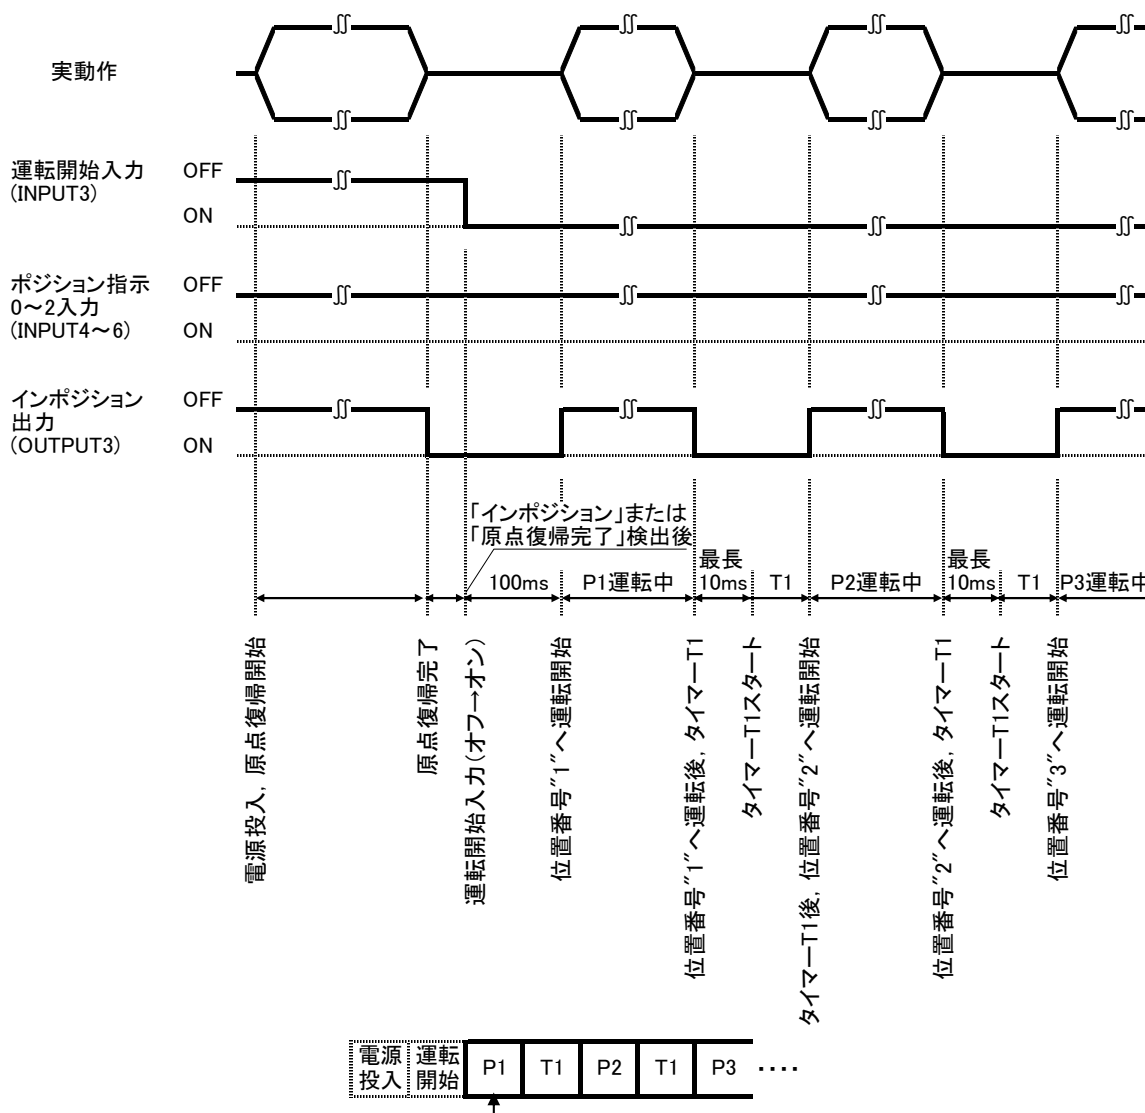 実動作
運転開始入力
(INPUT3)
OFF
ON
ポジション指示
0～2入力
(INPUT4～6)
OFF
ON
インポジション
出力
(OUTPUT3)
OFF
ON
「インポジション」または
「原点復帰完了」検出後
100ms
P1運転中
最長
10ms
T1
P2運転中
最長
10ms
T1
P3運転中
電源投入, 原点復帰開始
原点復帰完了
運転開始入力(オフ→オン)
位置番号"1"へ運転開始
位置番号"1"へ運転後, タイマーT1
タイマーT1スタート
タイマーT1後, 位置番号"2"へ運転開始
位置番号"2"へ運転後, タイマーT1
タイマーT1スタート
位置番号"3"へ運転開始
電源
投入
運転
開始
P1
T1
P2
T1
P3
････